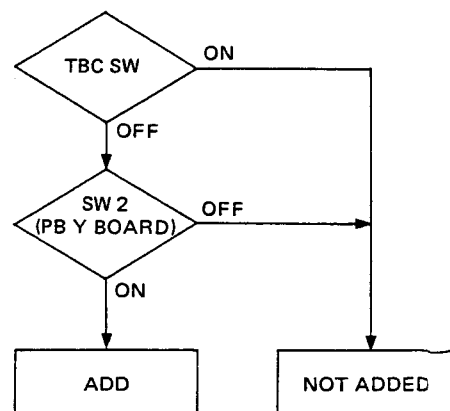 TBC SW
ON
OFF
SW 2
(PB Y BOARD)
OFF
ON
ADD
NOT ADDED